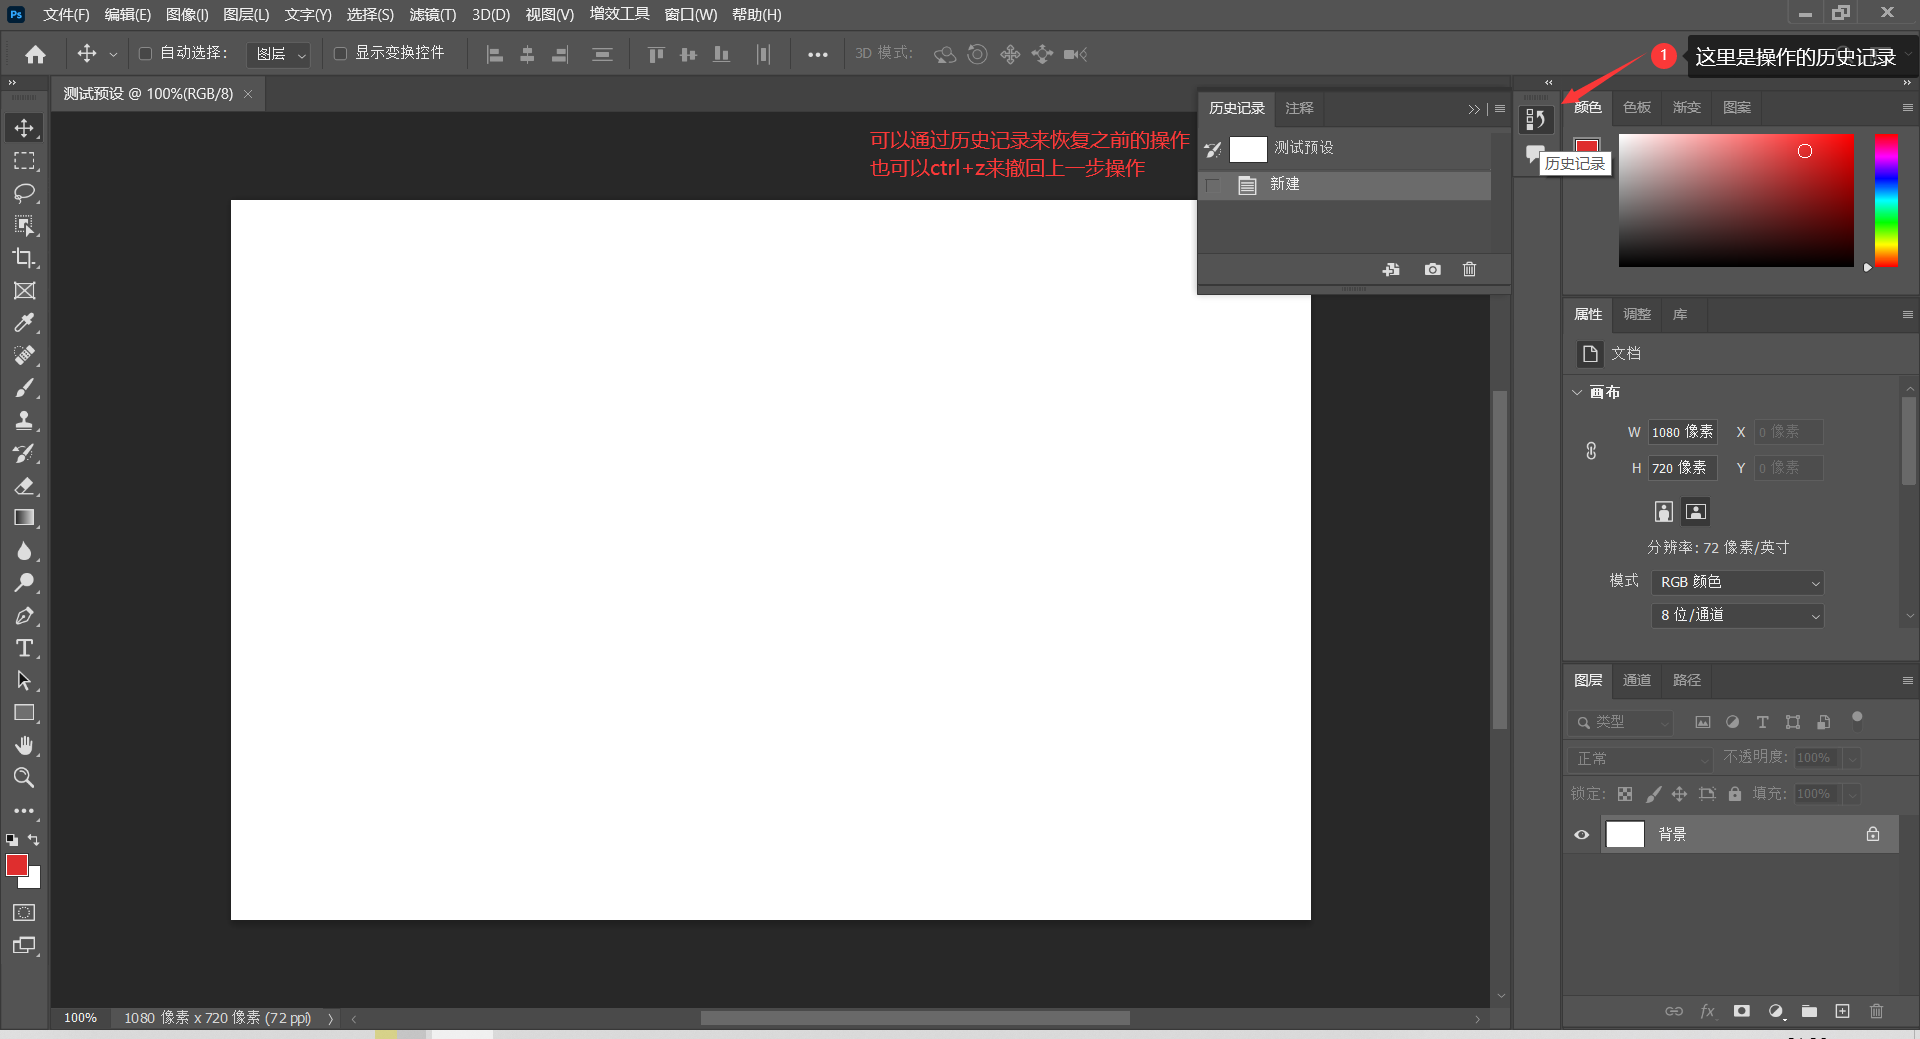 Ps 文件(F) 编辑(E) 图像(I) 图层(L) 文字(Y) 选择(S) 滤镜(T) 3D(D) 视图(V) 增效工具 窗口(W) 帮助(H)
自动选择： 图层 显示变换控件 3D 模式：
1 这里是操作的历史记录
测试预设 @ 100%(RGB/8) ×
历史记录 注释
颜色 色板 渐变 图案
可以通过历史记录来恢复之前的操作
也可以ctrl+z来撤回上一步操作
测试预设
新建
历史记录
属性 调整 库
文档
画布
W 1080 像素 X 0 像素
H 720 像素 Y 0 像素
分辨率: 72 像素/英寸
模式 RGB 颜色
8 位/通道
图层 通道 路径
类型
正常 不透明度: 100%
锁定: 填充: 100%
背景
fx
100% 1080 像素 x 720 像素 (72 ppi)